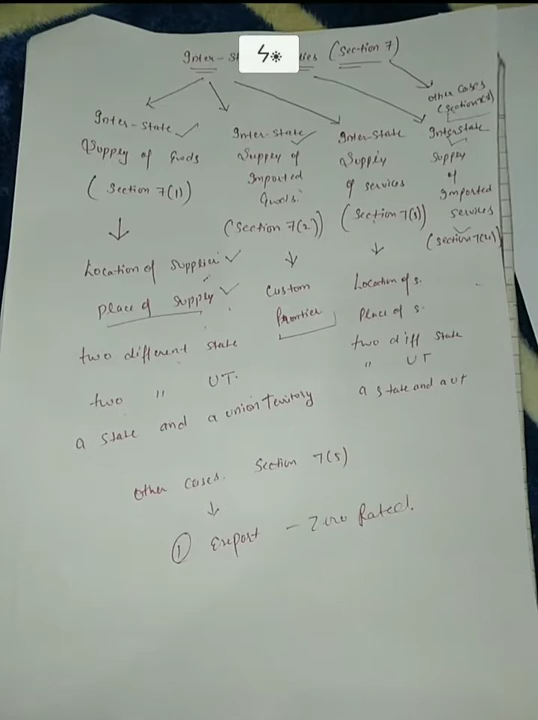 Inter-St ies (Section 7)
Other Cases
(Section
Inter-State
Supply of Goods
(Section 7(1))
Inter-State
Supply of
Imported
Goods
(Section 7(2))
Inter-State
Supply
of services
(Section 7(3))
Interstate
Supply
of
Imported
services
(Section 7(4))
Location of supplier
Place of Supply
two different state
two " UT.
a state and a union Territory
Custom
Frontier
Location of s.
Place of s.
two diff state
" UT
a state and a UT
Other Cases. Section 7(5)
① Export - Zero Rated.